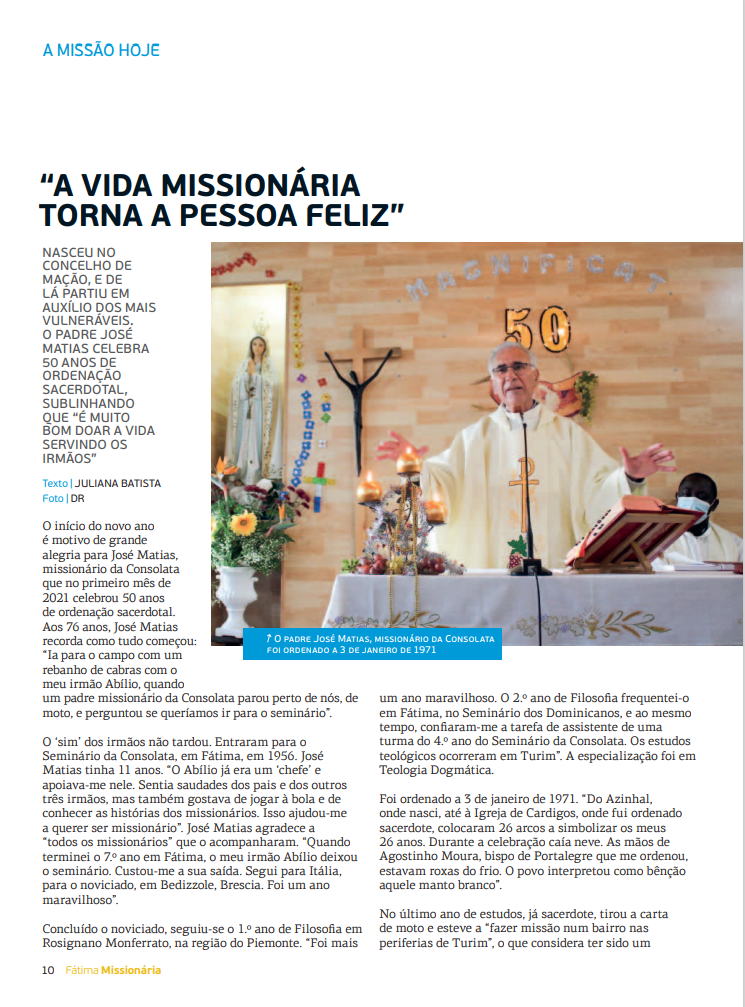 A MISSÃO HOJE
“A VIDA MISSIONÁRIA
TORNA A PESSOA FELIZ”
NASCEU NO
CONCELHO DE
MAÇÃO, E DE
LÁ PARTIU EM
AUXÍLIO DOS MAIS
VULNERÁVEIS.
O PADRE JOSÉ
MATIAS CELEBRA
50 ANOS DE
ORDENAÇÃO
SACERDOTAL,
SUBLINHANDO
QUE “É MUITO
BOM DOAR A VIDA
SERVINDO OS
IRMÃOS”
Texto | JULIANA BATISTA
Foto | DR
MAGNIFICAT
50
↑ O PADRE JOSÉ MATIAS, MISSIONÁRIO DA CONSOLATA
FOI ORDENADO A 3 DE JANEIRO DE 1971
O início do novo ano
é motivo de grande
alegria para José Matias,
missionário da Consolata
que no primeiro mês de
2021 celebrou 50 anos
de ordenação sacerdotal.
Aos 76 anos, José Matias
recorda como tudo começou:
“Ia para o campo com um
rebanho de cabras com o
meu irmão Abílio, quando
um padre missionário da Consolata parou perto de nós, de
moto, e perguntou se queríamos ir para o seminário”.
O ‘sim’ dos irmãos não tardou. Entraram para o
Seminário da Consolata, em Fátima, em 1956. José
Matias tinha 11 anos. “O Abílio já era um ‘chefe’ e
apoiava-me nele. Sentia saudades dos pais e dos outros
três irmãos, mas também gostava de jogar à bola e de
conhecer as histórias dos missionários. Isso ajudou-me
a querer ser missionário”. José Matias agradece a
“todos os missionários” que o acompanharam. “Quando
terminei o 7.º ano em Fátima, o meu irmão Abílio deixou
o seminário. Custou-me a sua saída. Segui para Itália,
para o noviciado, em Bedizzole, Brescia. Foi um ano
maravilhoso”.
Concluído o noviciado, seguiu-se o 1.º ano de Filosofia em
Rosignano Monferrato, na região do Piemonte. “Foi mais
um ano maravilhoso. O 2.º ano de Filosofia frequentei-o
em Fátima, no Seminário dos Dominicanos, e ao mesmo
tempo, confiaram-me a tarefa de assistente de uma
turma do 4.º ano do Seminário da Consolata. Os estudos
teológicos ocorreram em Turim”. A especialização foi em
Teologia Dogmática.
Foi ordenado a 3 de janeiro de 1971. “Do Azinhal,
onde nasci, até à Igreja de Cardigos, onde fui ordenado
sacerdote, colocaram 26 arcos a simbolizar os meus
26 anos. Durante a celebração caía neve. As mãos de
Agostinho Moura, bispo de Portalegre que me ordenou,
estavam roxas do frio. O povo interpretou como bênção
aquele manto branco”.
No último ano de estudos, já sacerdote, tirou a carta
de moto e esteve a “fazer missão num bairro nas
periferias de Turim”, o que considera ter sido um
10 Fátima Missionária